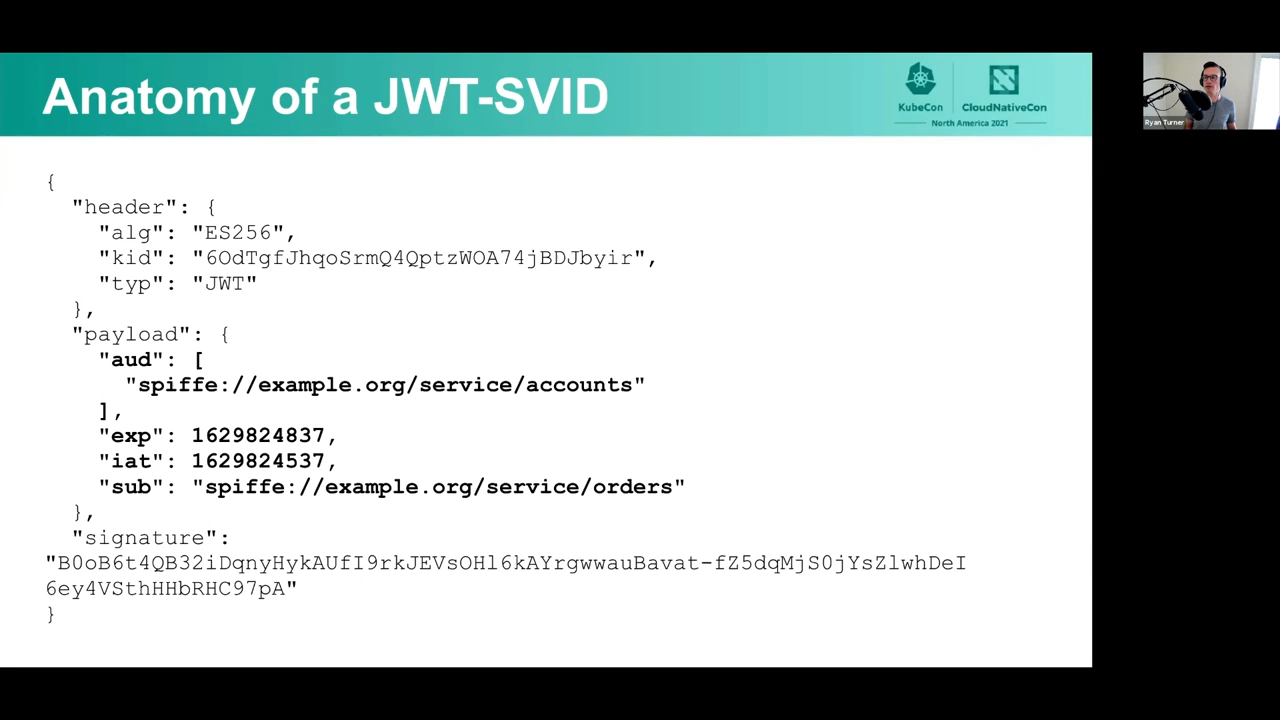 Anatomy of a JWT-SVID
KubeCon
CloudNativeCon
North America 2021
Ryan Turner
{
"header": {
"alg": "ES256",
"kid": "6OdTgfJhqoSrmQ4QptzWOA74jBDJbyir",
"typ": "JWT"
},
"payload": {
"aud": [
"spiffe://example.org/service/accounts"
],
"exp": 1629824837,
"iat": 1629824537,
"sub": "spiffe://example.org/service/orders"
},
"signature":
"B0oB6t4QB32iDqnyHykAUfI9rkJEVsOHl6kAYrgwwauBavat-fZ5dqMjS0jYsZlwhDeI
6ey4VSthHHbRHC97pA"
}